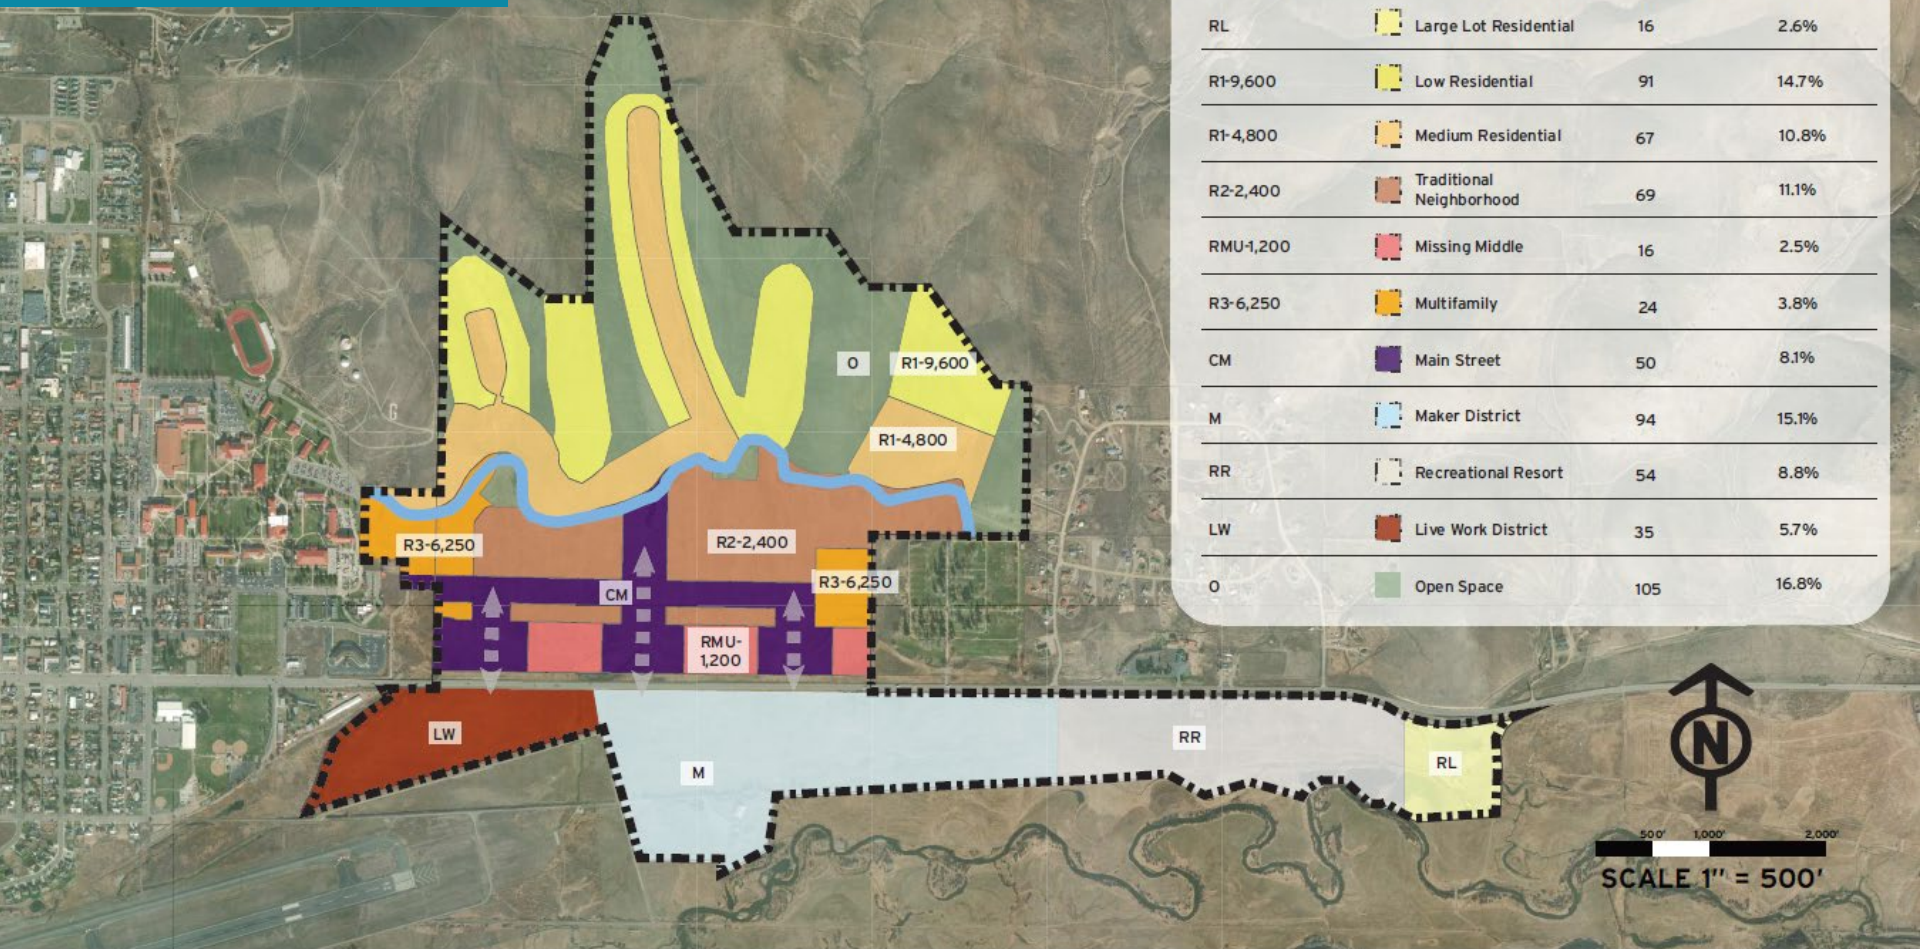 RL Large Lot Residential 16 2.6%
R1-9,600 Low Residential 91 14.7%
R1-4,800 Medium Residential 67 10.8%
R2-2,400 Traditional Neighborhood 69 11.1%
RMU-1,200 Missing Middle 16 2.5%
R3-6,250 Multifamily 24 3.8%
CM Main Street 50 8.1%
M Maker District 94 15.1%
RR Recreational Resort 54 8.8%
LW Live Work District 35 5.7%
O Open Space 105 16.8%
O
R1-9,600
R1-4,800
R3-6,250
R2-2,400
R3-6,250
CM
RMU-
1,200
LW
M
RR
RL
G
N
500' 1,000' 2,000'
SCALE 1" = 500'